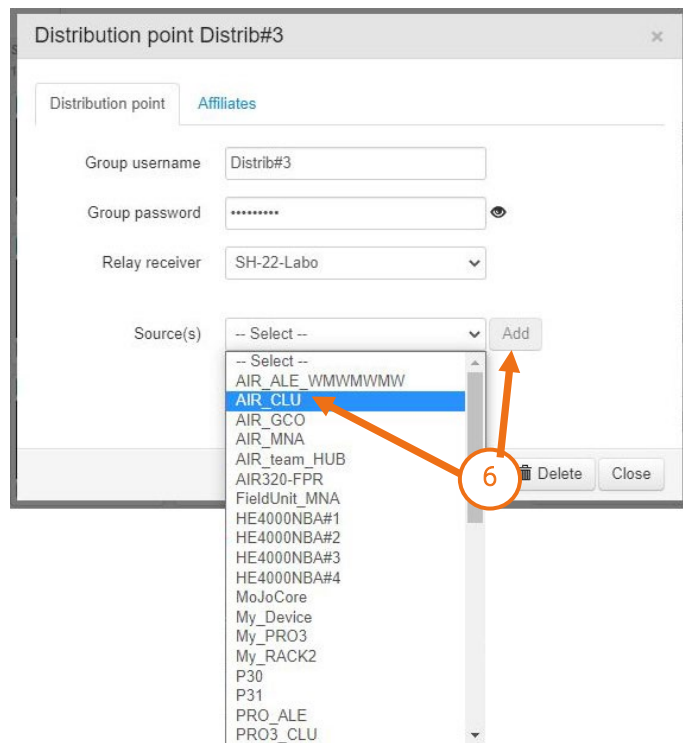 Distribution point Distrib#3 ×
Distribution point Affiliates
Group username Distrib#3
Group password •••••••••
Relay receiver SH-22-Labo
Source(s) -- Select -- Add
-- Select --
AIR_ALE_WMWMWMW
AIR_CLU
AIR_GCO
AIR_MNA
AIR_team_HUB
AIR320-FPR
FieldUnit_MNA
HE4000NBA#1
HE4000NBA#2
HE4000NBA#3
HE4000NBA#4
MoJoCore
My_Device
My_PRO3
My_RACK2
P30
P31
PRO_ALE
PRO3_CLU
6
Delete Close